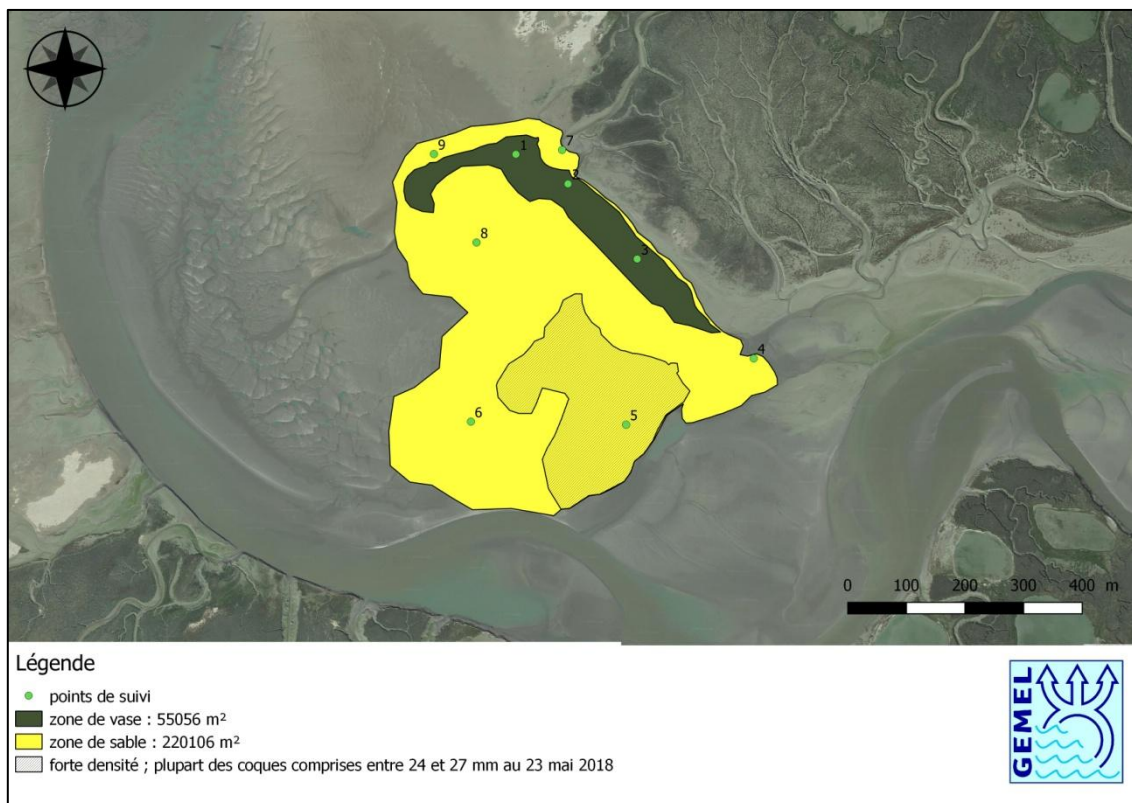 9
1
7
2
8
3
4
6
5
0 100 200 300 400 m
Légende
points de suivi
zone de vase : 55056 m²
zone de sable : 220106 m²
forte densité ; plupart des coques comprises entre 24 et 27 mm au 23 mai 2018
GEMEL